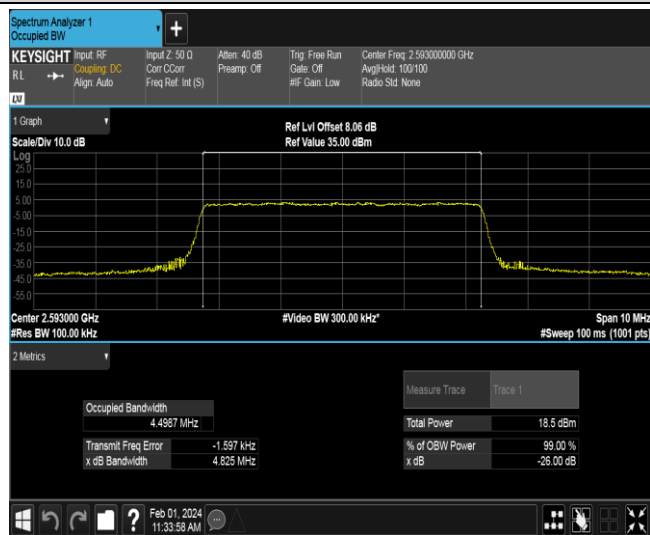 Spectrum Analyzer 1
Occupied BW
+
KEYSIGHT
RL
LXI
Input: RF
Coupling: DC
Align: Auto
Input Z: 50 Ω
Corr CCorr
Freq Ref: Int (S)
Atten: 40 dB
Preamp: Off
Trig: Free Run
Gate: Off
#IF Gain: Low
Center Freq: 2.593000000 GHz
Avg|Hold: 100/100
Radio Std: None
1 Graph
Scale/Div 10.0 dB
Ref Lvl Offset 8.06 dB
Ref Value 35.00 dBm
Log
25.0
15.0
5.00
-5.00
-15.0
-25.0
-35.0
-45.0
-55.0
Center 2.593000 GHz
#Res BW 100.00 kHz
#Video BW 300.00 kHz*
Span 10 MHz
#Sweep 100 ms (1001 pts)
2 Metrics
Measure Trace Trace 1
Occupied Bandwidth
4.4987 MHz
Total Power 18.5 dBm
Transmit Freq Error -1.597 kHz
% of OBW Power 99.00 %
x dB Bandwidth 4.825 MHz
x dB -26.00 dB
?
Feb 01, 2024
11:33:58 AM